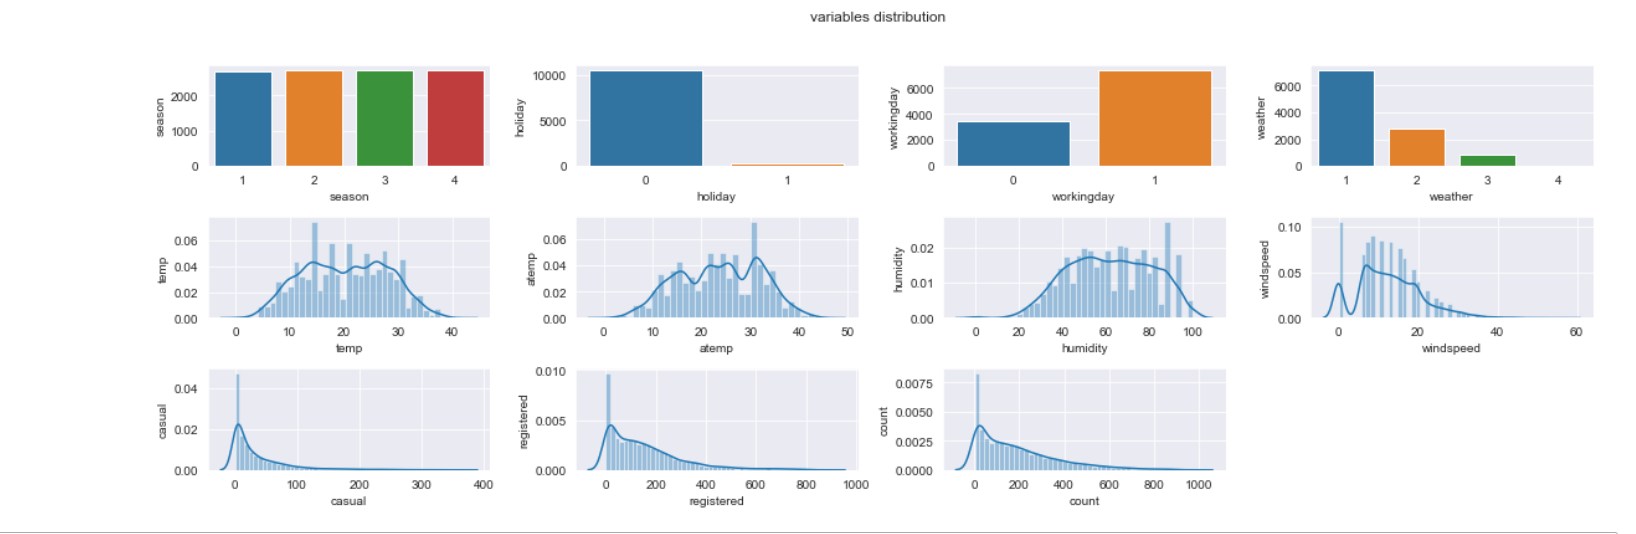 variables distribution
season
2000
1000
0
1 2 3 4
season
holiday
10000
5000
0
0 1
holiday
workingday
6000
4000
2000
0
0 1
workingday
weather
6000
4000
2000
0
1 2 3 4
weather
temp
0.06
0.04
0.02
0.00
0 10 20 30 40
temp
atemp
0.06
0.04
0.02
0.00
0 10 20 30 40 50
atemp
humidity
0.02
0.01
0.00
0 20 40 60 80 100
humidity
windspeed
0.10
0.05
0.00
0 20 40 60
windspeed
casual
0.04
0.02
0.00
0 100 200 300 400
casual
registered
0.010
0.005
0.000
0 200 400 600 800 1000
registered
count
0.0075
0.0050
0.0025
0.0000
0 200 400 600 800 1000
count